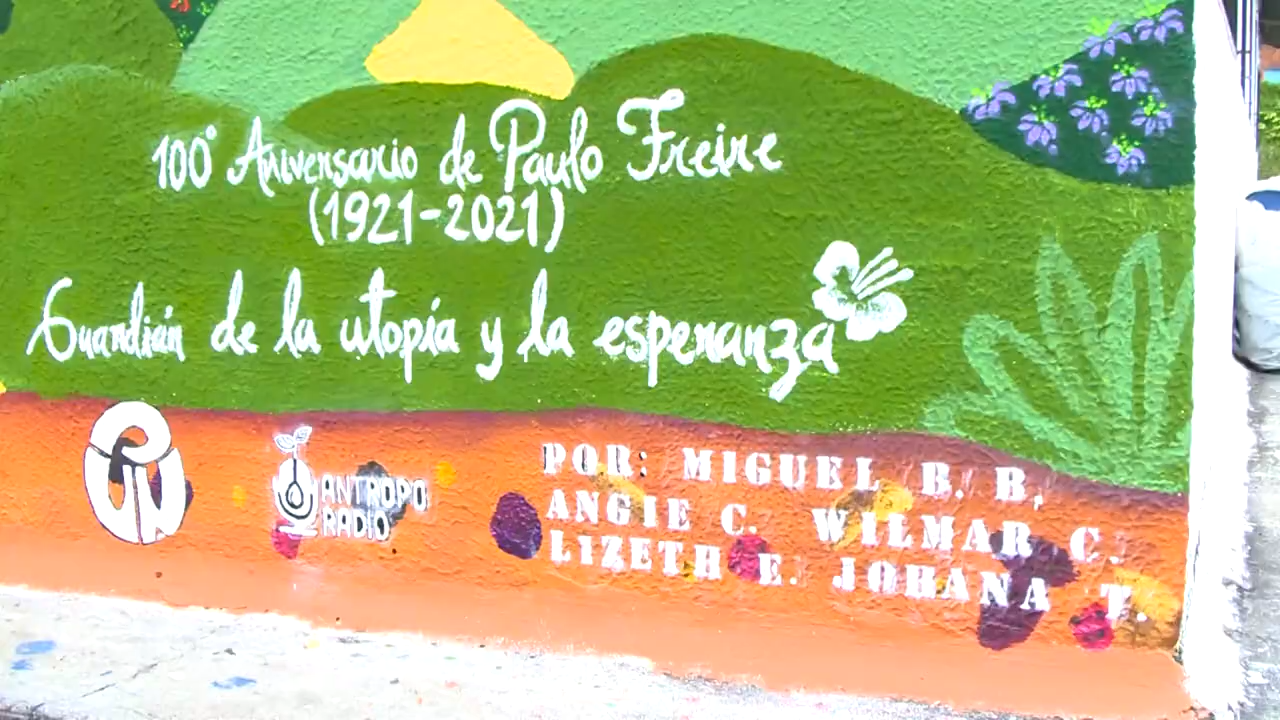 100° Aniversario de Paulo Freire
(1921-2021)
Guardián de la utopía y la esperanza
UPN
ANTROPO
RADIO
POR: MIGUEL B. B,
ANGIE C. WILMAR C.
LIZETH E. JOHANA T.